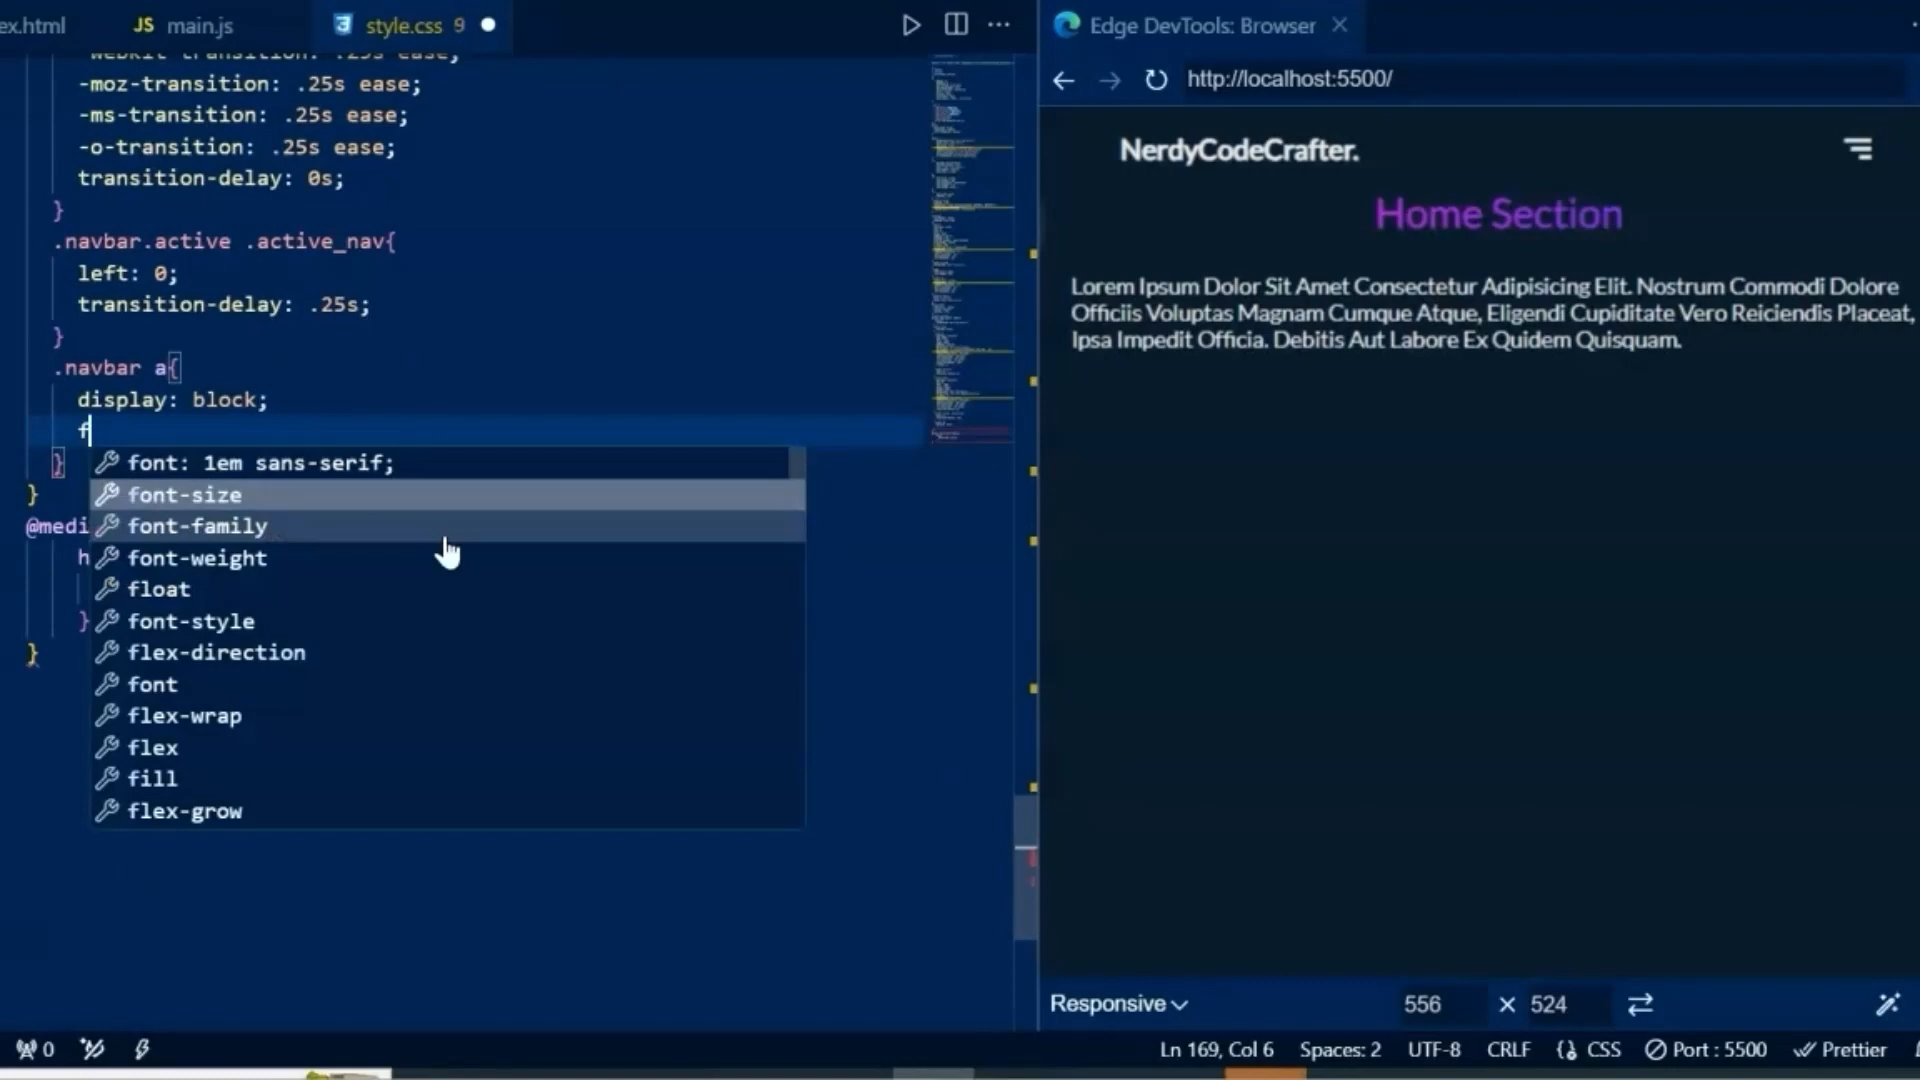 ex.html
JS main.js
style.css 9
-webkit-transition: .25s ease;
-moz-transition: .25s ease;
-ms-transition: .25s ease;
-o-transition: .25s ease;
transition-delay: 0s;
}
.navbar.active .active_nav{
left: 0;
transition-delay: .25s;
}
.navbar a{
display: block;
f
}
font: 1em sans-serif;
}
font-size
@medi
font-family
h
font-weight
float
}
font-style
}
flex-direction
font
flex-wrap
flex
fill
flex-grow
Edge DevTools: Browser
http://localhost:5500/
NerdyCodeCrafter.
Home Section
Lorem Ipsum Dolor Sit Amet Consectetur Adipisicing Elit. Nostrum Commodi Dolore
Officiis Voluptas Magnam Cumque Atque, Eligendi Cupiditate Vero Reiciendis Placeat,
Ipsa Impedit Officia. Debitis Aut Labore Ex Quidem Quisquam.
Responsive 556 × 524
0 Ln 169, Col 6 Spaces: 2 UTF-8 CRLF CSS Port : 5500 Prettier